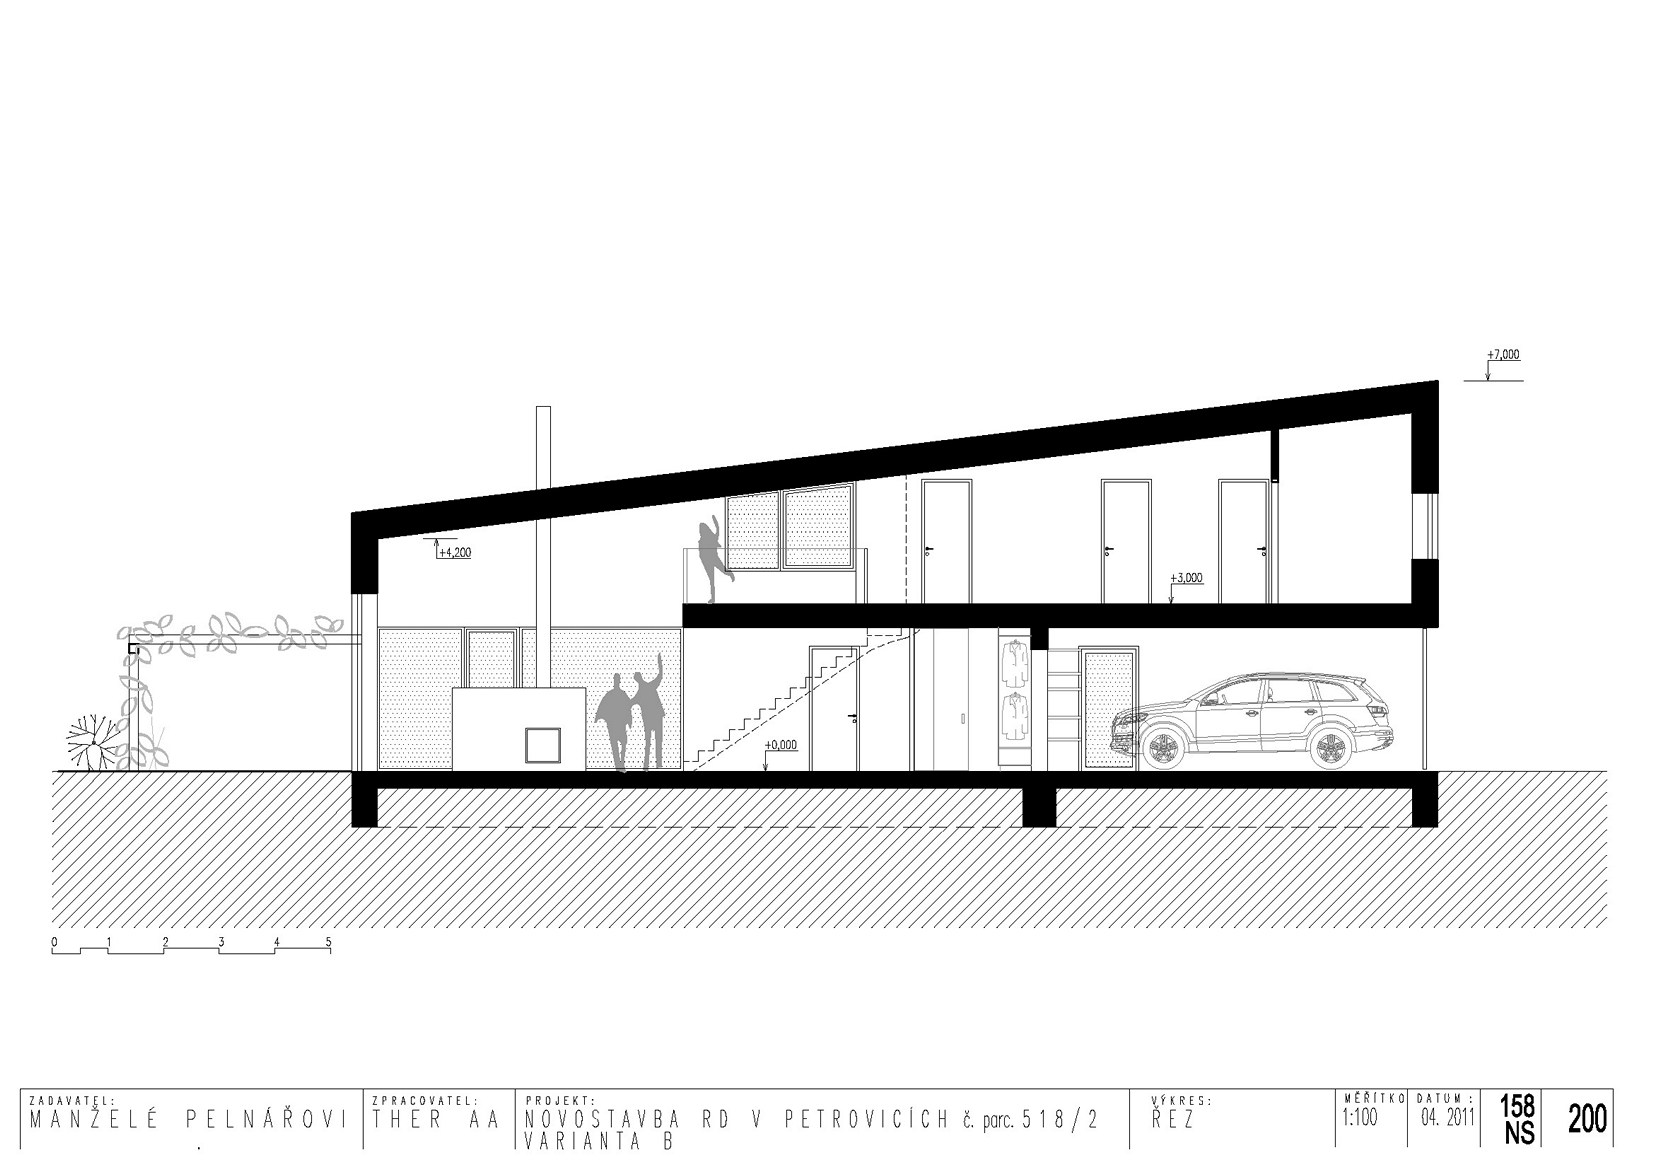 +7,000
+4,200
+3,000
+0,000
0 1 2 3 4 5
ZADAVATEL:
MANŽELÉ PELNÁŘOVI
ZPRACOVATEL:
THER AA
PROJEKT:
NOVOSTAVBA RD V PETROVICÍCH č. parc. 518/2
VARIANTA B
VÝKRES:
ŘEZ
MĚŘÍTKO
1:100
DATUM :
04. 2011
158
NS
200